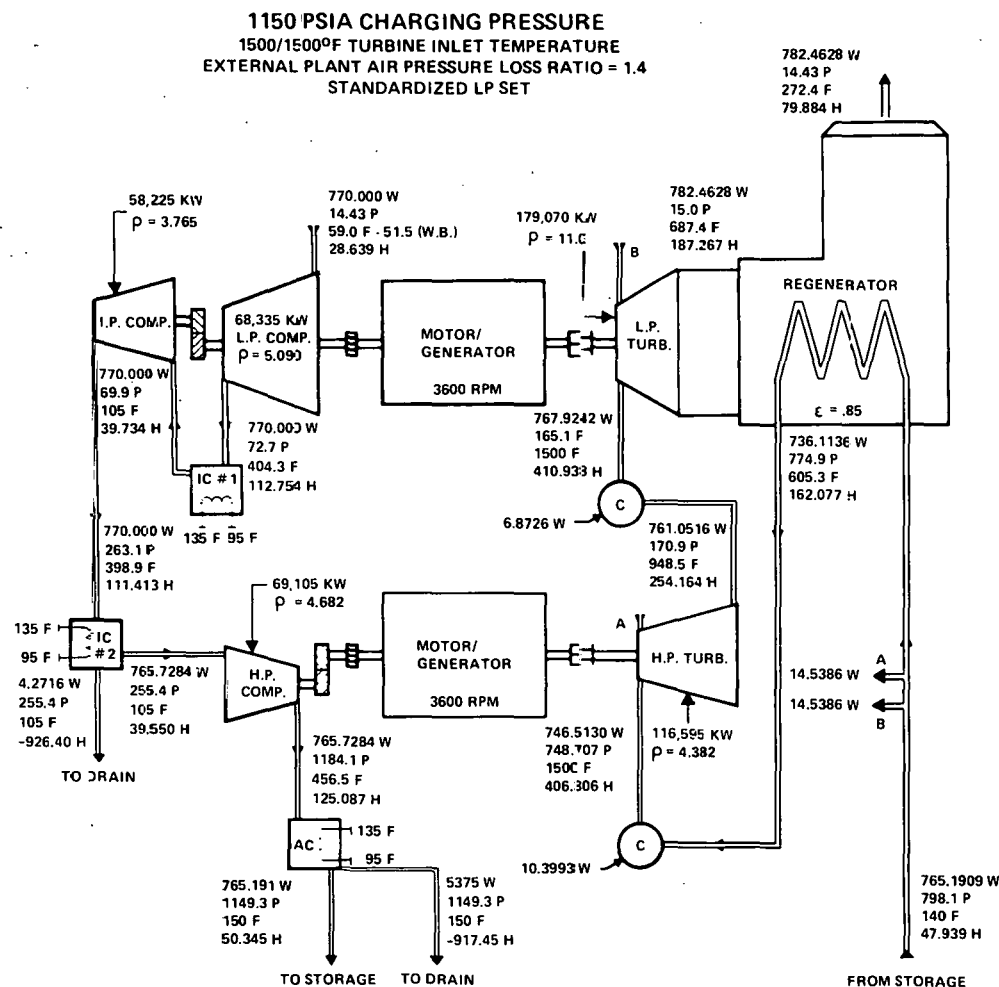 1150 PSIA CHARGING PRESSURE
1500/1500°F TURBINE INLET TEMPERATURE
EXTERNAL PLANT AIR PRESSURE LOSS RATIO = 1.4
STANDARDIZED LP SET
782.4628 W
14.43 P
272.4 F
79.884 H
58,225 KW
ρ = 3.765
770.000 W
14.43 P
59.0 F - 51.5 (W.B.)
28.639 H
179,070 KW
ρ = 11.0
B
782.4628 W
15.0 P
687.4 F
187.267 H
I.P. COMP.
68,335 KW
L.P. COMP.
ρ = 5.090
MOTOR/
GENERATOR
3600 RPM
L.P.
TURB.
REGENERATOR
ε = .85
770.000 W
69.9 P
105 F
39.734 H
770.000 W
72.7 P
404.3 F
112.754 H
IC #1
135 F 95 F
767.9242 W
165.1 F
1500 F
410.933 H
C
6.8726 W
736.1136 W
774.9 P
605.3 F
162.077 H
770.000 W
263.1 P
398.9 F
111.413 H
761.0516 W
170.9 P
948.5 F
254.164 H
69,105 KW
ρ = 4.682
135 F
95 F
IC
#2
4.2716 W
255.4 P
105 F
-926.40 H
TO DRAIN
765.7284 W
255.4 P
105 F
39.550 H
H.P.
COMP.
MOTOR/
GENERATOR
3600 RPM
A
H.P. TURB.
116,595 KW
ρ = 4.382
14.5386 W
A
14.5386 W
B
765.7284 W
1184.1 P
456.5 F
125.087 H
746.5130 W
748.707 P
1500 F
406.306 H
AC
135 F
95 F
C
10.3993 W
765.191 W
1149.3 P
150 F
50.345 H
5375 W
1149.3 P
150 F
-917.45 H
765.1909 W
798.1 P
140 F
47.939 H
TO STORAGE
TO DRAIN
FROM STORAGE